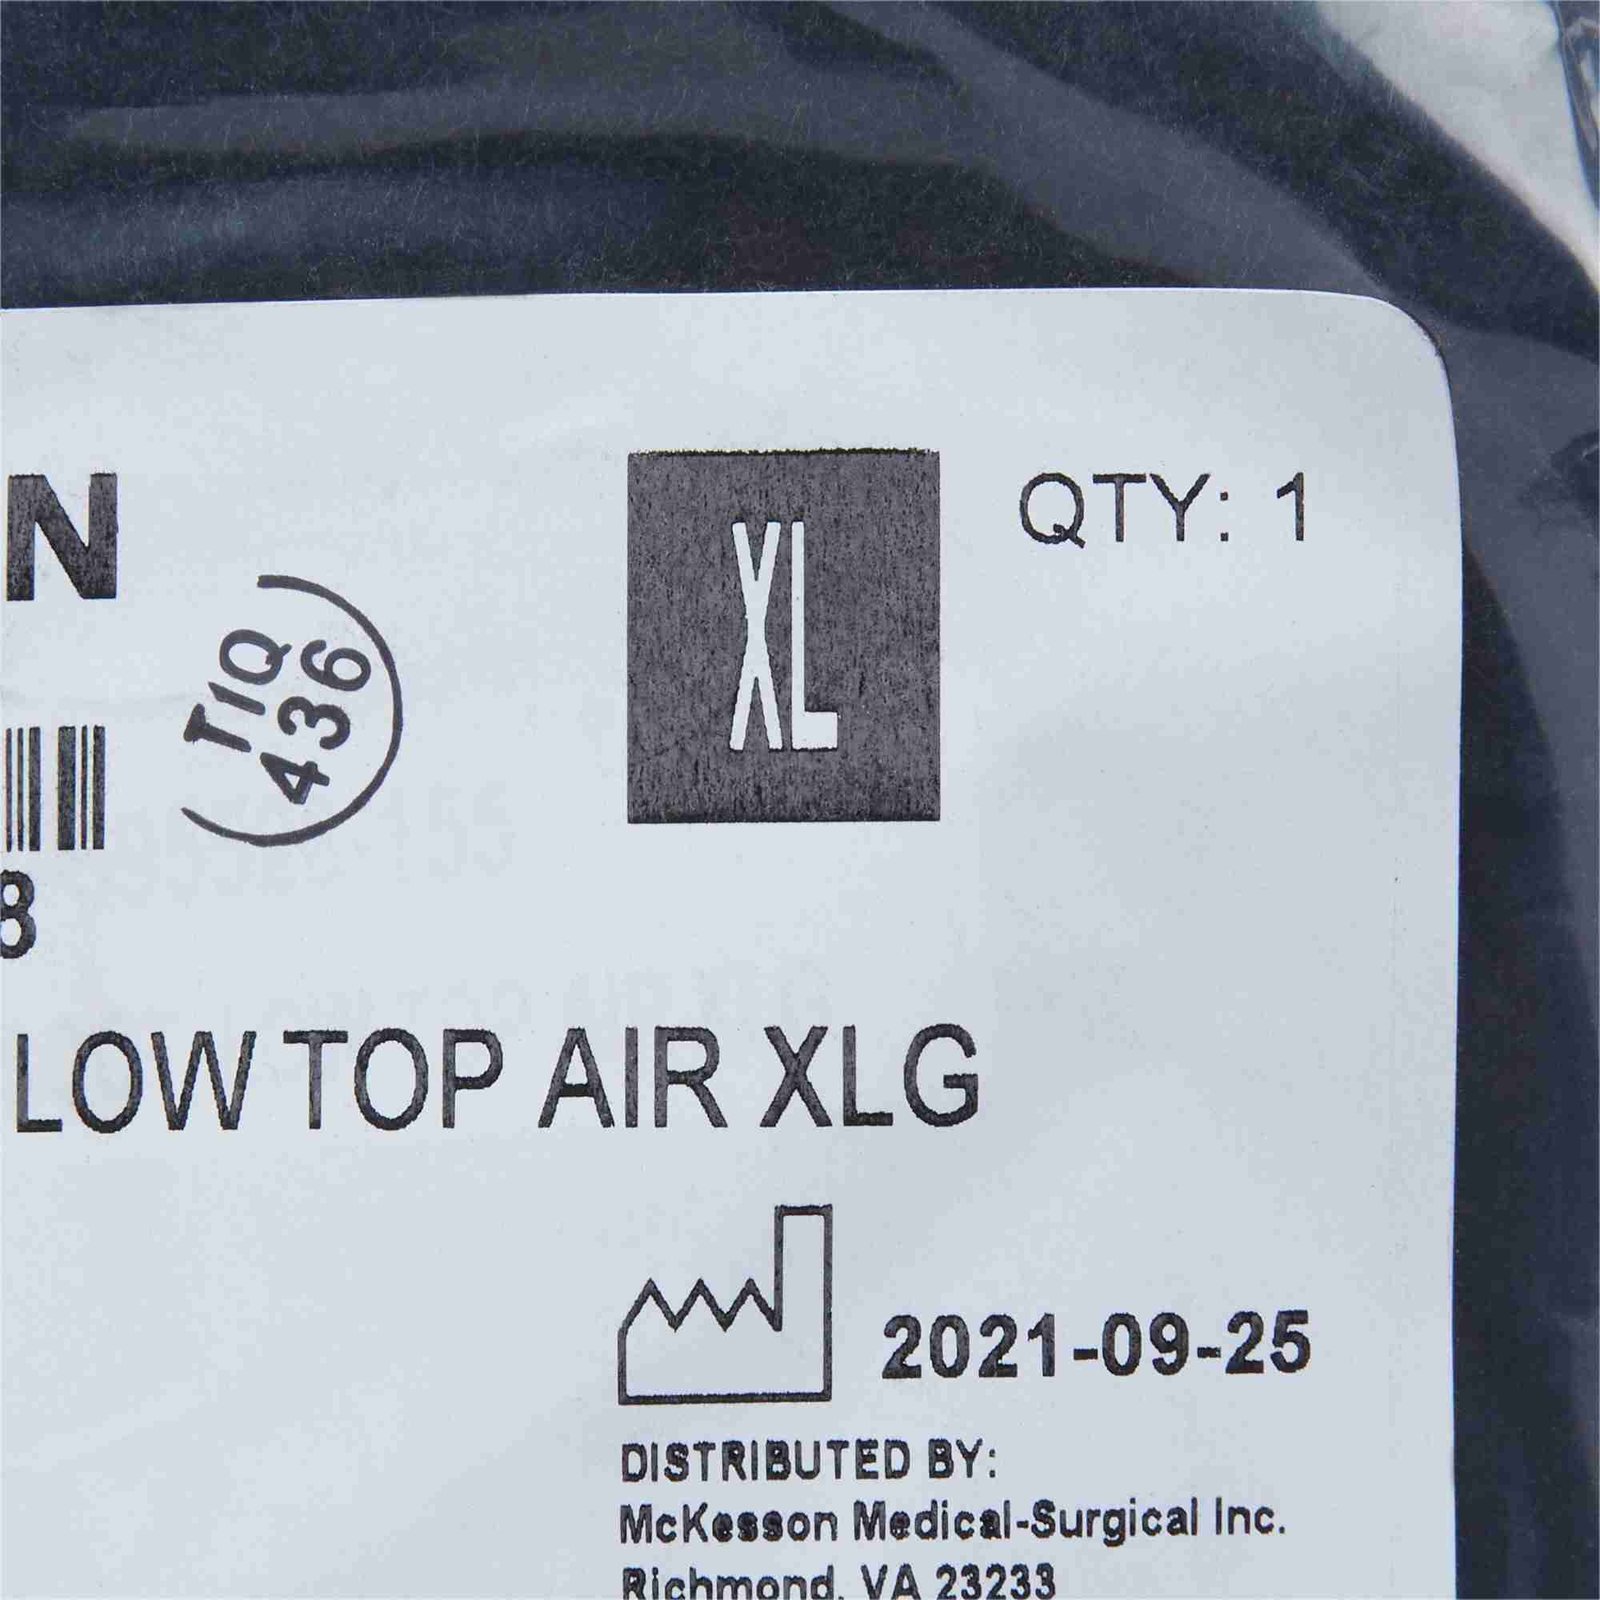 N
XL
QTY: 1
TJQ
436
8
LOW TOP AIR XLG
2021-09-25
DISTRIBUTED BY:
McKesson Medical-Surgical Inc.
Richmond, VA 23233